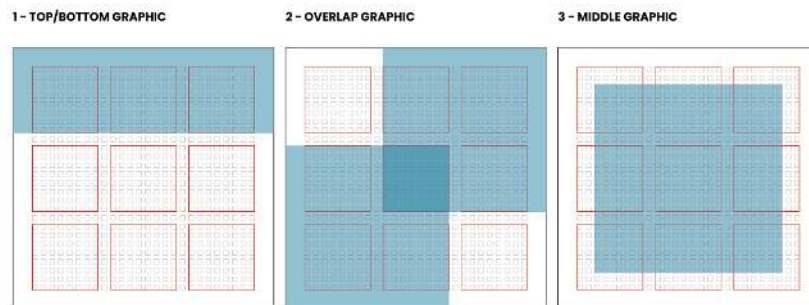 1 - TOP/BOTTOM GRAPHIC
2 - OVERLAP GRAPHIC
3 - MIDDLE GRAPHIC